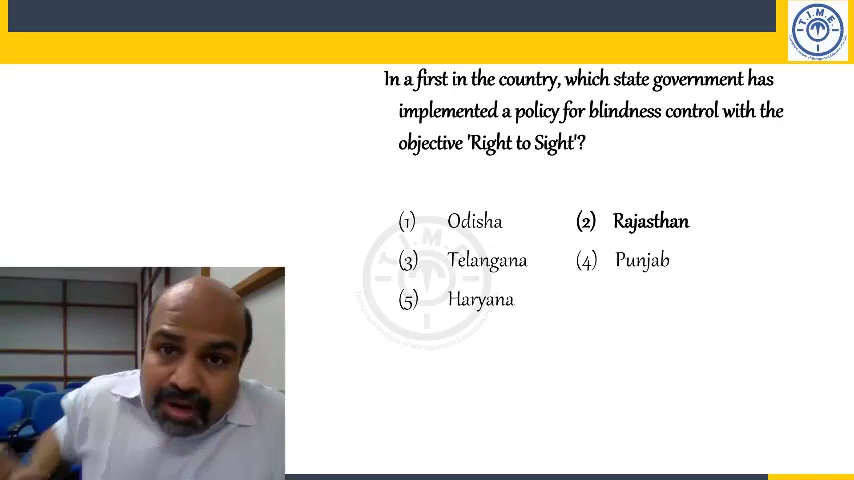 T.I.M.E.
In a first in the country, which state government has
implemented a policy for blindness control with the
objective 'Right to Sight'?
(1) Odisha (2) Rajasthan
(3) Telangana (4) Punjab
(5) Haryana
T.I.M.E.